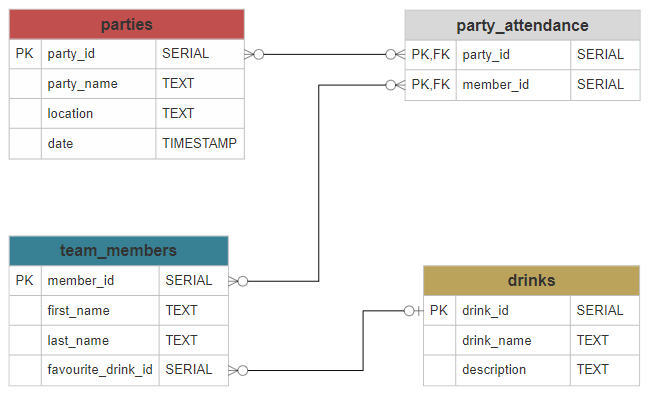 parties
PK party_id SERIAL
party_name TEXT
location TEXT
date TIMESTAMP
party_attendance
PK,FK party_id SERIAL
PK,FK member_id SERIAL
team_members
PK member_id SERIAL
first_name TEXT
last_name TEXT
favourite_drink_id SERIAL
drinks
PK drink_id SERIAL
drink_name TEXT
description TEXT